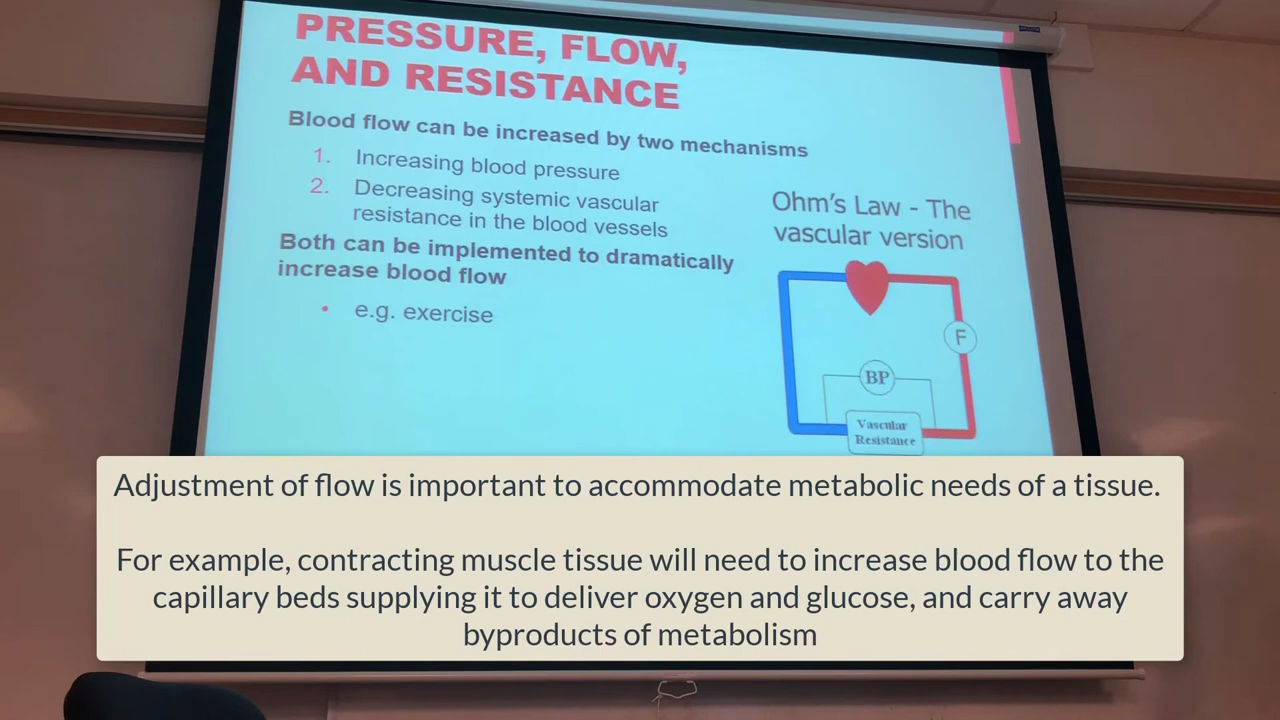 PRESSURE, FLOW,
AND RESISTANCE
Blood flow can be increased by two mechanisms
1. Increasing blood pressure
2. Decreasing systemic vascular
resistance in the blood vessels
Both can be implemented to dramatically
increase blood flow
• e.g. exercise
Ohm's Law - The
vascular version
F
BP
Vascular
Resistance
Adjustment of flow is important to accommodate metabolic needs of a tissue.
For example, contracting muscle tissue will need to increase blood flow to the
capillary beds supplying it to deliver oxygen and glucose, and carry away
byproducts of metabolism